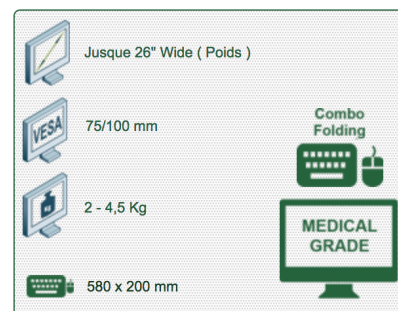 Jusque 26" Wide ( Poids )
VESA
75/100 mm
Combo
Folding
KG
2 - 4,5 Kg
MEDICAL
GRADE
580 x 200 mm